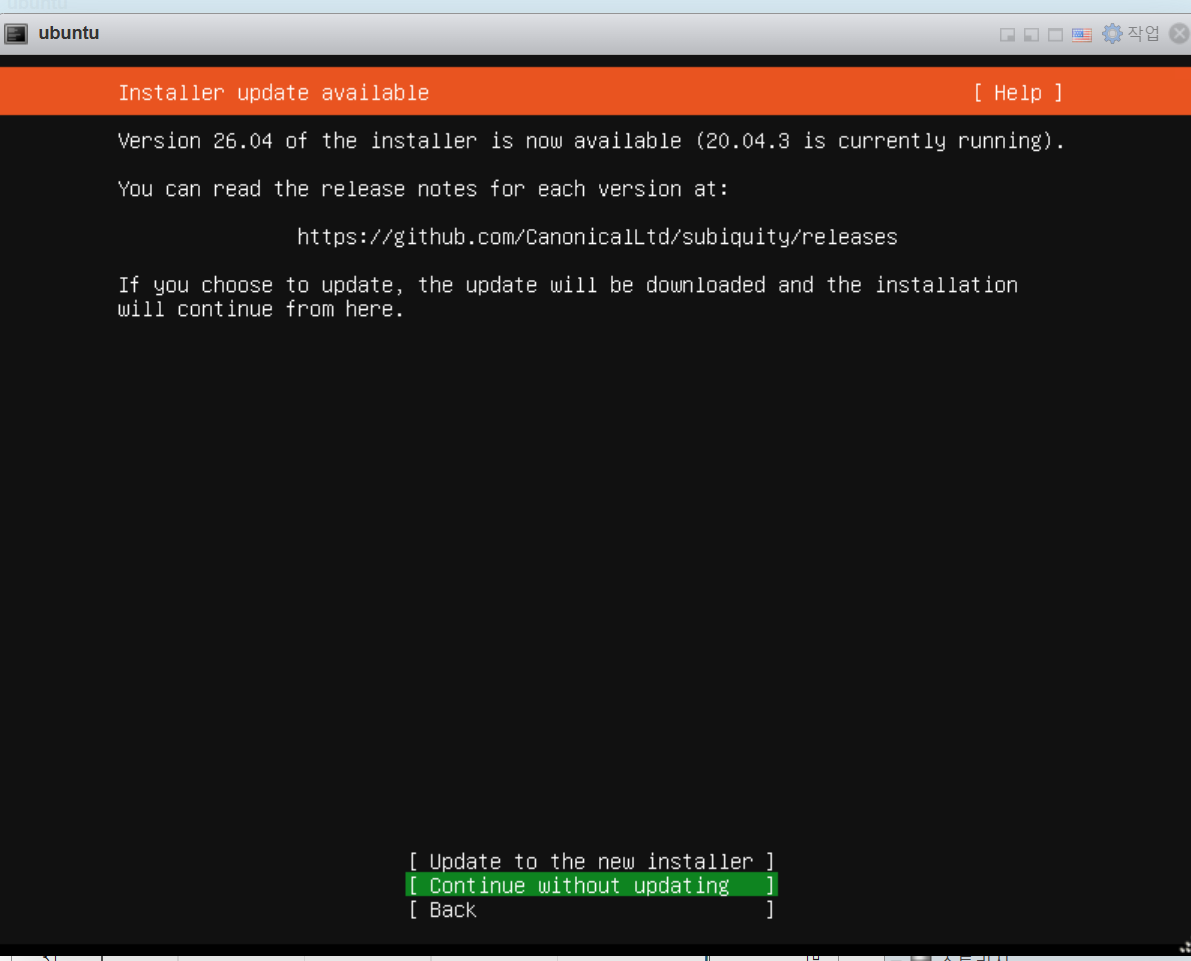 ubuntu
작업
Installer update available [ Help ]
Version 26.04 of the installer is now available (20.04.3 is currently running).
You can read the release notes for each version at:
https://github.com/CanonicalLtd/subiquity/releases
If you choose to update, the update will be downloaded and the installation
will continue from here.
[ Update to the new installer ]
[ Continue without updating ]
[ Back ]